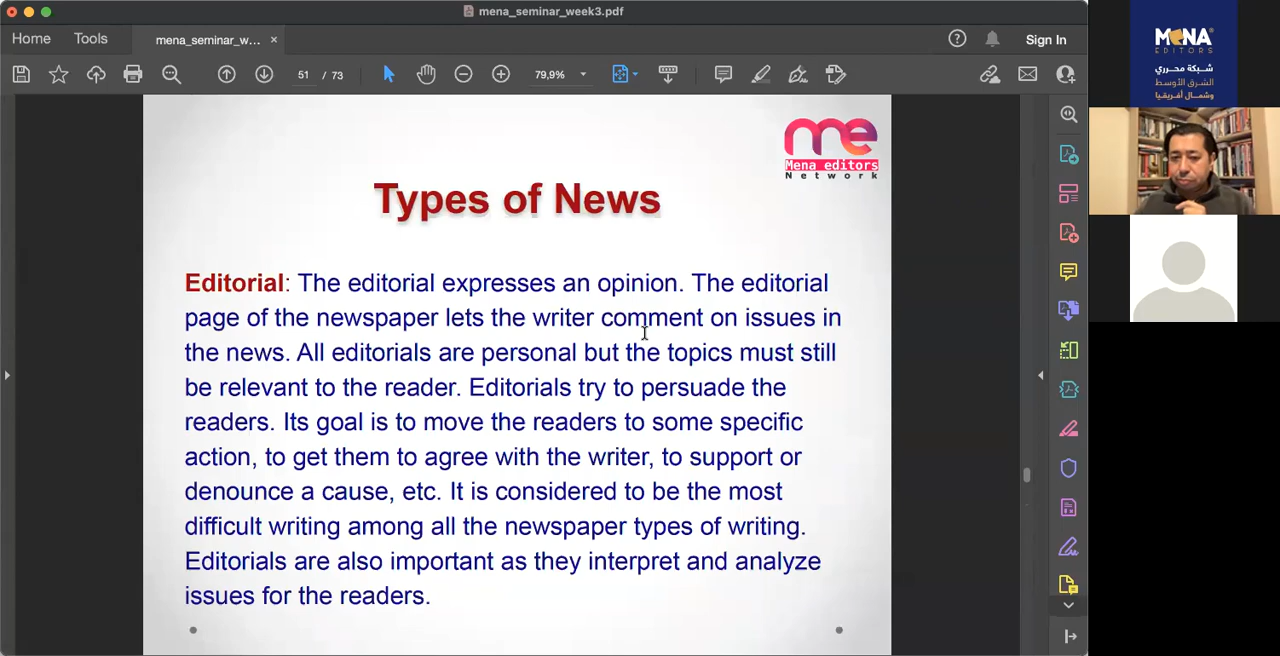 mena_seminar_week3.pdf
Home Tools mena_seminar_w... × Sign In
51 / 73 79,9%
me
Mena editors
Network
Types of News
Editorial: The editorial expresses an opinion. The editorial
page of the newspaper lets the writer comment on issues in
the news. All editorials are personal but the topics must still
be relevant to the reader. Editorials try to persuade the
readers. Its goal is to move the readers to some specific
action, to get them to agree with the writer, to support or
denounce a cause, etc. It is considered to be the most
difficult writing among all the newspaper types of writing.
Editorials are also important as they interpret and analyze
issues for the readers.
MENA
EDITORS
شبكة محرري
الشرق الأوسط
وشمال أفريقيا